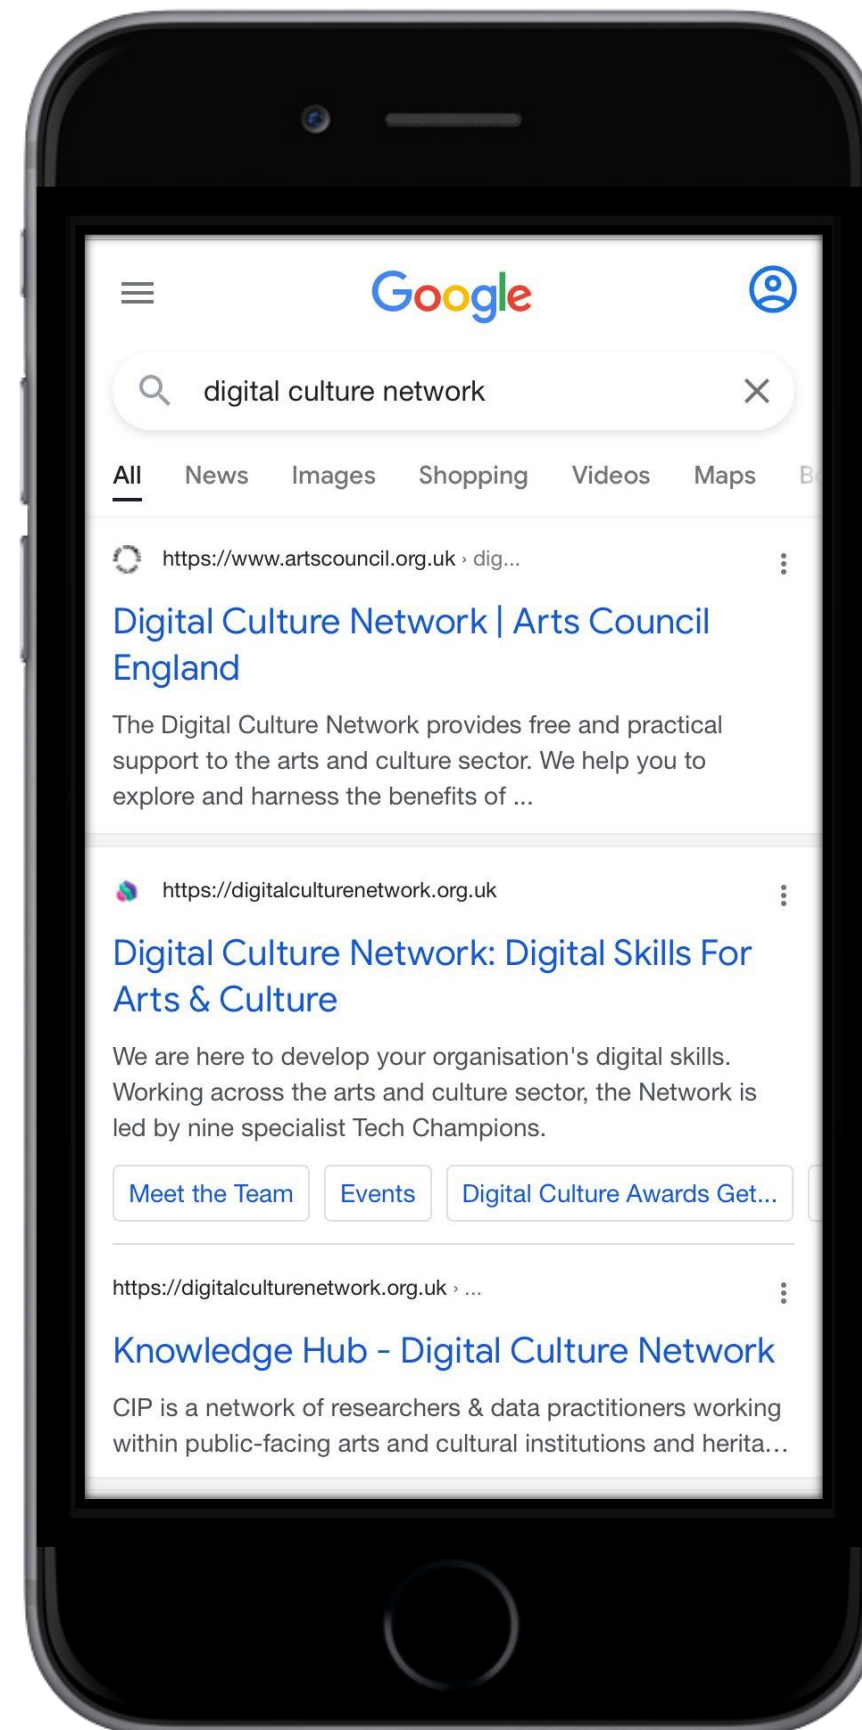 Google
digital culture network
All News Images Shopping Videos Maps
https://www.artscouncil.org.uk › dig...
Digital Culture Network | Arts Council
England
The Digital Culture Network provides free and practical
support to the arts and culture sector. We help you to
explore and harness the benefits of ...
https://digitalculturenetwork.org.uk
Digital Culture Network: Digital Skills For
Arts & Culture
We are here to develop your organisation's digital skills.
Working across the arts and culture sector, the Network is
led by nine specialist Tech Champions.
Meet the Team Events Digital Culture Awards Get...
https://digitalculturenetwork.org.uk › ...
Knowledge Hub - Digital Culture Network
CIP is a network of researchers & data practitioners working
within public-facing arts and cultural institutions and herita...